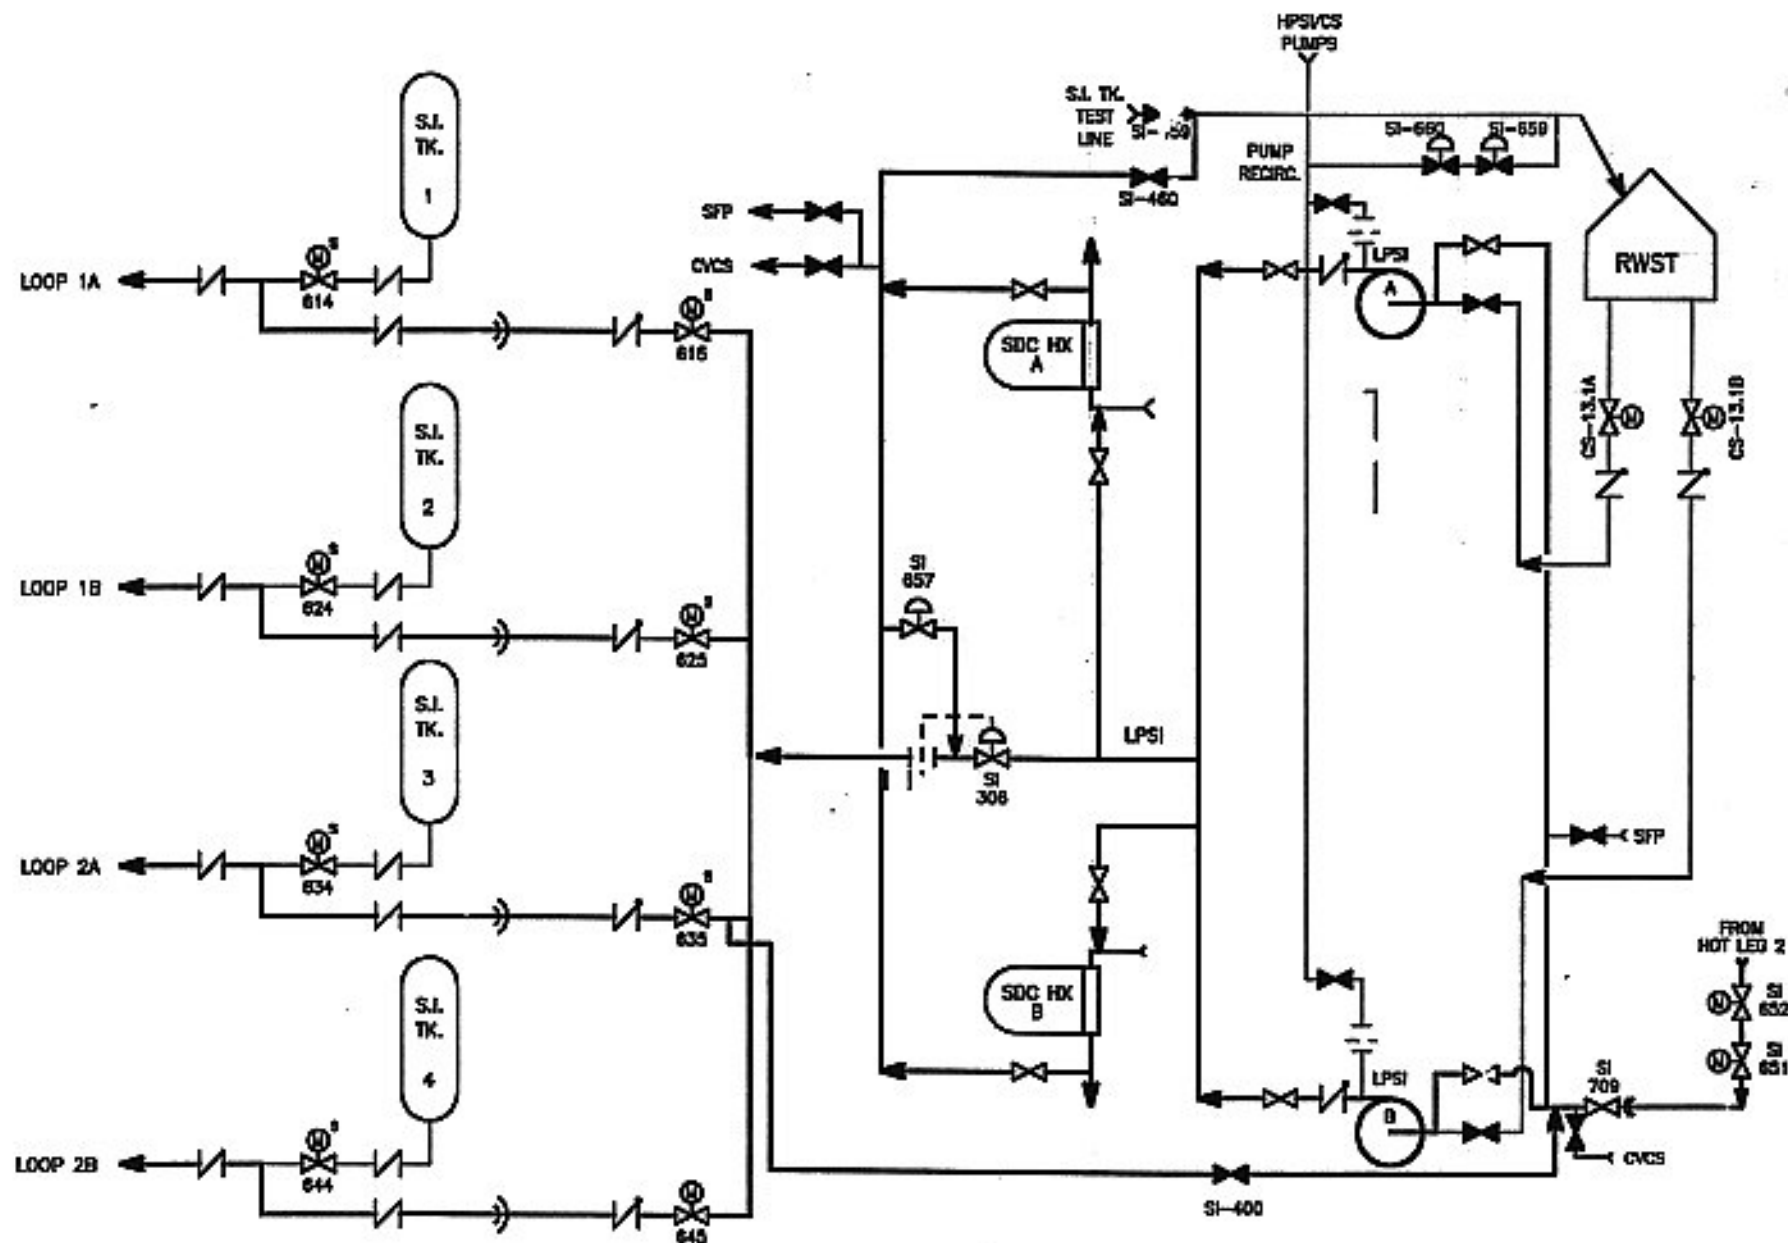 HPSI/CS
PUMPS
S.I. TK.
TEST
LINE
SI-660
SI-659
PUMP
RECIRC.
SI-460
S.I.
TK.
1
SFP
CVCS
LPSI
A
RWST
LOOP 1A
614
S
616
S
SDC HX
A
CS-13.1A
CS-13.1B
S.I.
TK.
2
LOOP 1B
624
S
625
S
SI
657
S.I.
TK.
3
LPSI
SI
306
SFP
LOOP 2A
634
S
635
S
FROM
HOT LEG 2
S.I.
TK.
4
SDC HX
B
SI
652
SI
651
LPSI
B
SI
709
LOOP 2B
644
S
645
CVCS
SI-400